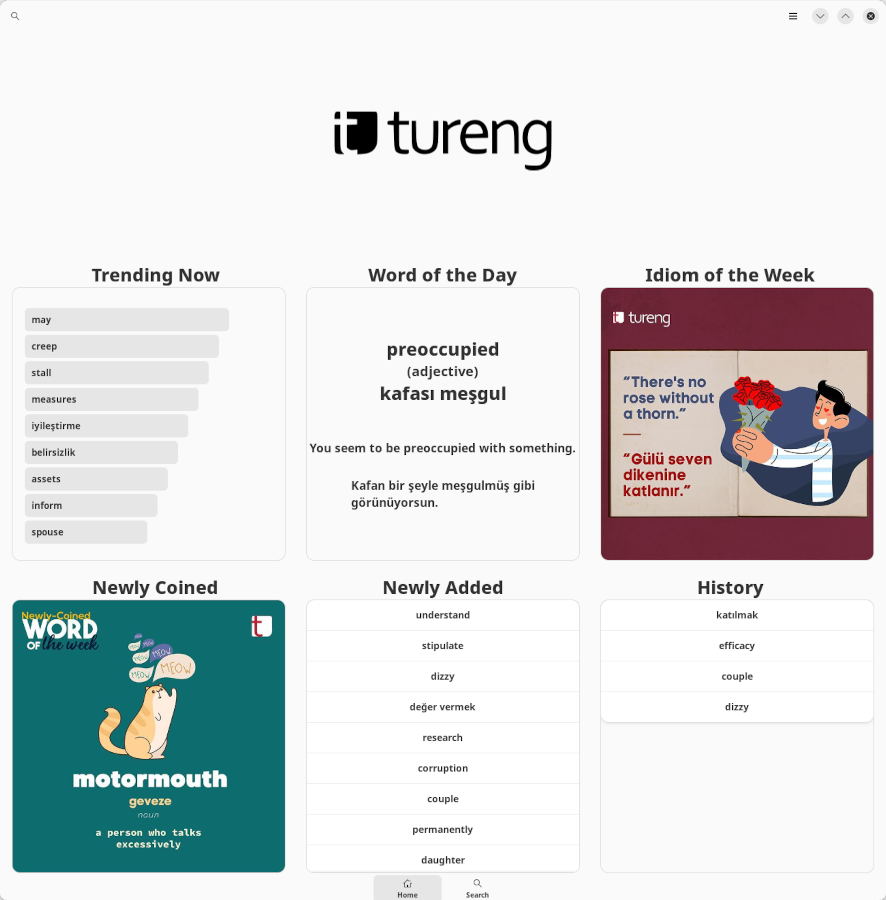 tureng
Trending Now
may
creep
stall
measures
iyileştirme
belirsizlik
assets
inform
spouse
Word of the Day
preoccupied
(adjective)
kafası meşgul
You seem to be preoccupied with something.
Kafan bir şeyle meşgulmüş gibi
görünüyorsun.
Idiom of the Week
tureng
“There's no
rose without
a thorn.”
“Gülü seven
dikenine
katlanır.”
Newly Coined
Newly-Coined
WORD
OF the week
t
MEOW
MEOW
MEOW
MEOW
MEOW
motormouth
geveze
noun
a person who talks
excessively
Newly Added
understand
stipulate
dizzy
değer vermek
research
corruption
couple
permanently
daughter
History
katılmak
efficacy
couple
dizzy
Home
Search